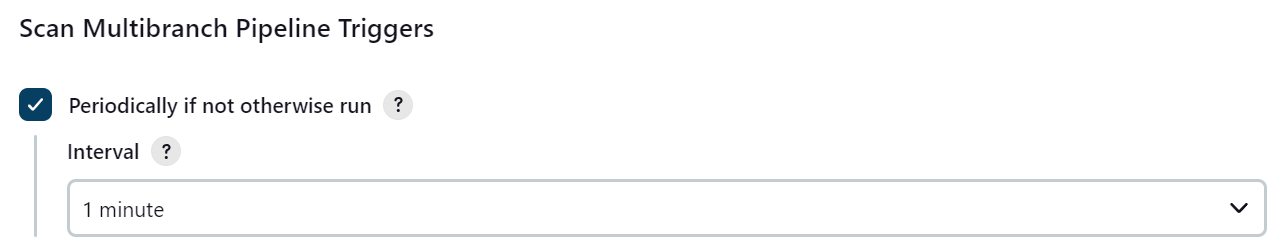 Scan Multibranch Pipeline Triggers
Periodically if not otherwise run ?
Interval ?
1 minute